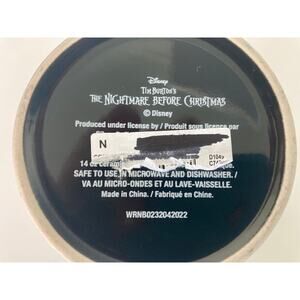 Disney
TIM BURTON'S
THE NIGHTMARE BEFORE CHRISTMAS
© Disney
Produced under license by / Produit sous licence par
N
D104
14 oz ceram
SAFE TO USE IN MICROWAVE AND DISHWASHER. /
VA AU MICRO-ONDES ET AU LAVE-VAISSELLE.
Made in China. / Fabriqué en Chine.
WRNB0232042022